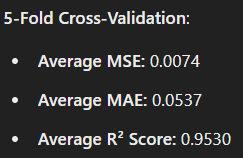 5-Fold Cross-Validation:
• Average MSE: 0.0074
• Average MAE: 0.0537
• Average R² Score: 0.9530